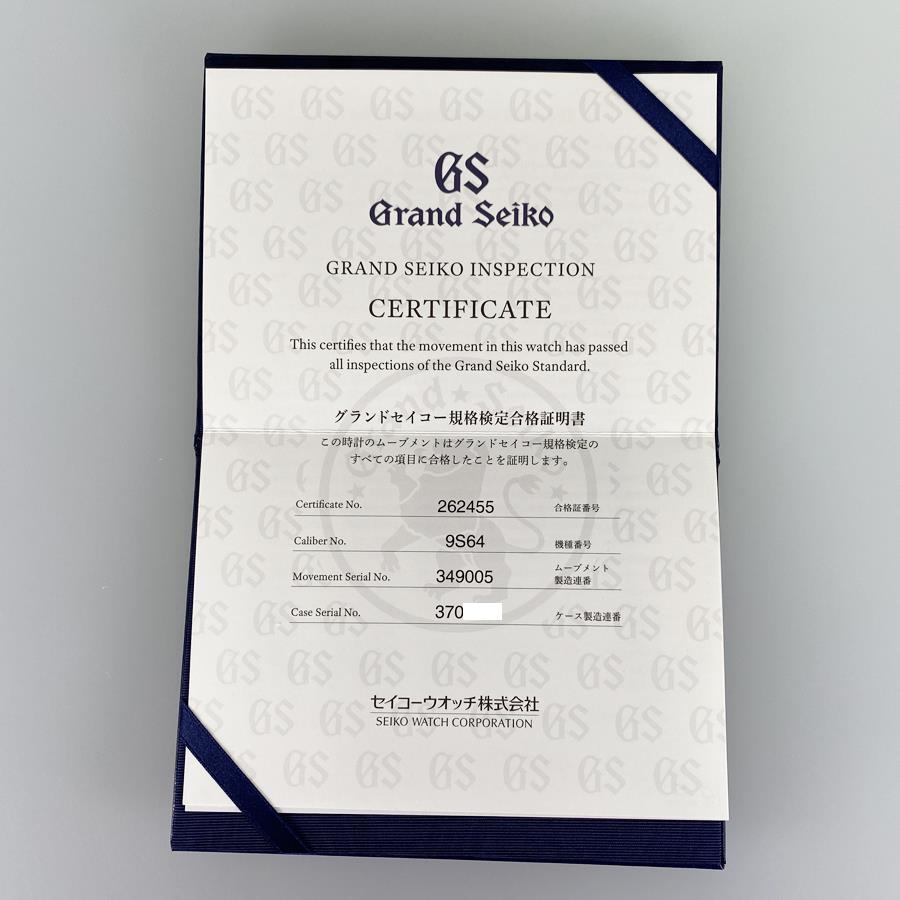 GS
Grand Seiko
GRAND SEIKO INSPECTION
CERTIFICATE
This certifies that the movement in this watch has passed
all inspections of the Grand Seiko Standard.
グランドセイコー規格検定合格証明書
この時計のムーブメントはグランドセイコー規格検定の
すべての項目に合格したことを証明します。
Certificate No. 262455 合格証番号
Caliber No. 9S64 機種番号
Movement Serial No. 349005 ムーブメント
製造連番
Case Serial No. 370 ケース製造連番
セイコーウオッチ株式会社
SEIKO WATCH CORPORATION